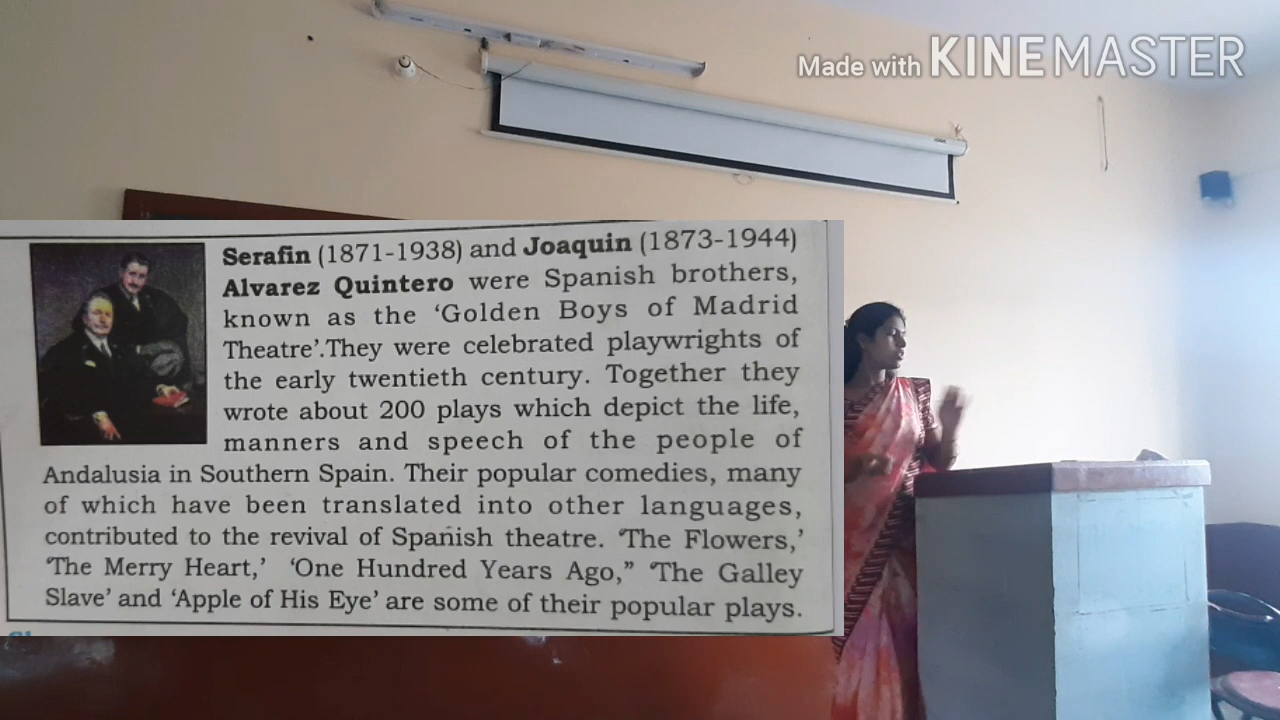 Made with KINEMASTER
Serafin (1871-1938) and Joaquin (1873-1944)
Alvarez Quintero were Spanish brothers,
known as the 'Golden Boys of Madrid
Theatre'.They were celebrated playwrights of
the early twentieth century. Together they
wrote about 200 plays which depict the life,
manners and speech of the people of
Andalusia in Southern Spain. Their popular comedies, many
of which have been translated into other languages,
contributed to the revival of Spanish theatre. 'The Flowers,'
'The Merry Heart,' 'One Hundred Years Ago," 'The Galley
Slave' and 'Apple of His Eye' are some of their popular plays.